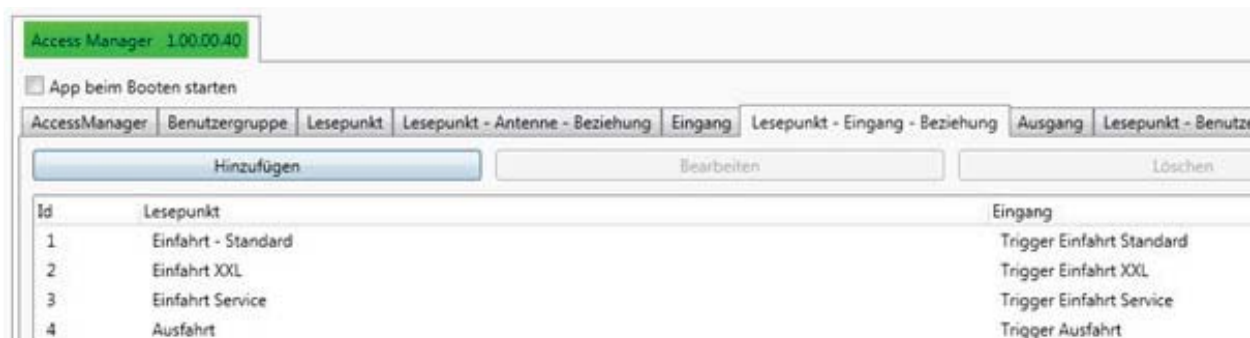 Access Manager 1.00.00.40
App beim Booten starten
AccessManager Benutzergruppe Lesepunkt Lesepunkt - Antenne - Beziehung Eingang Lesepunkt - Eingang - Beziehung Ausgang Lesepunkt - Benutze
Hinzufügen Bearbeiten Löschen
Id Lesepunkt Eingang
1 Einfahrt - Standard Trigger Einfahrt Standard
2 Einfahrt XXL Trigger Einfahrt XXL
3 Einfahrt Service Trigger Einfahrt Service
4 Ausfahrt Trigger Ausfahrt